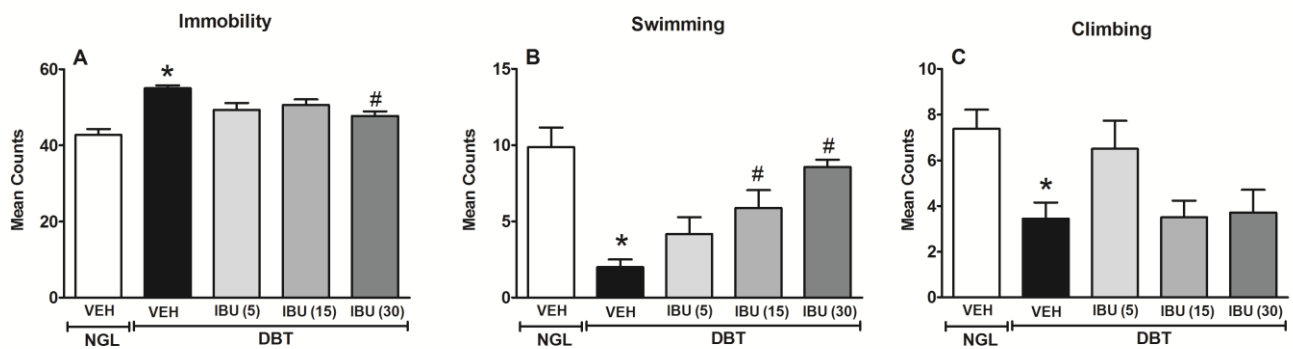 Immobility
A
Mean Counts
60
40
20
0
*
#
VEH VEH IBU (5) IBU (15) IBU (30)
NGL DBT
Swimming
B
Mean Counts
15
10
5
0
*
#
#
VEH VEH IBU (5) IBU (15) IBU (30)
NGL DBT
Climbing
C
Mean Counts
10
8
6
4
2
0
*
VEH VEH IBU (5) IBU (15) IBU (30)
NGL DBT